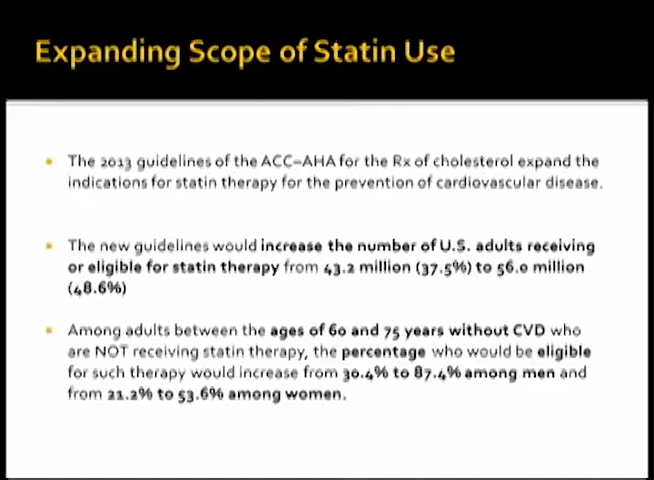 Expanding Scope of Statin Use
The 2013 guidelines of the ACC–AHA for the Rx of cholesterol expand the
indications for statin therapy for the prevention of cardiovascular disease.
The new guidelines would increase the number of U.S. adults receiving
or eligible for statin therapy from 43.2 million (37.5%) to 56.0 million
(48.6%)
Among adults between the ages of 60 and 75 years without CVD who
are NOT receiving statin therapy, the percentage who would be eligible
for such therapy would increase from 30.4% to 87.4% among men and
from 21.2% to 53.6% among women.